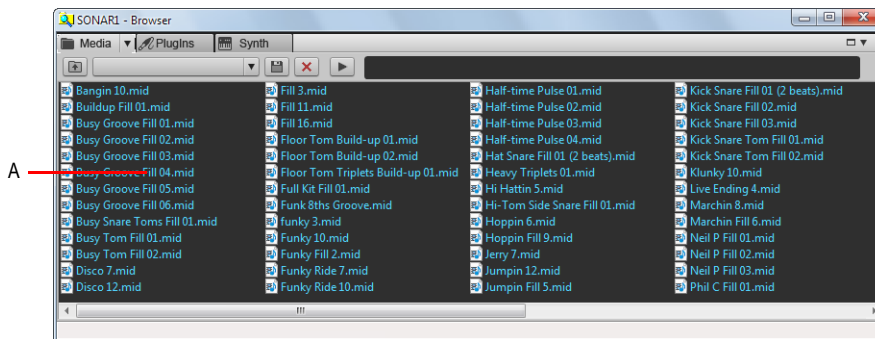 SONAR1 - Browser
Media PlugIns Synth
Bangin 10.mid
Buildup Fill 01.mid
Busy Groove Fill 01.mid
Busy Groove Fill 02.mid
Busy Groove Fill 03.mid
A
Busy Groove Fill 04.mid
Busy Groove Fill 05.mid
Busy Groove Fill 06.mid
Busy Snare Toms Fill 01.mid
Busy Tom Fill 01.mid
Busy Tom Fill 02.mid
Disco 7.mid
Disco 12.mid
Fill 3.mid
Fill 11.mid
Fill 16.mid
Floor Tom Build-up 01.mid
Floor Tom Build-up 02.mid
Floor Tom Triplets Build-up 01.mid
Full Kit Fill 01.mid
Funk 8ths Groove.mid
funky 3.mid
Funky 10.mid
Funky Fill 2.mid
Funky Ride 7.mid
Funky Ride 10.mid
Half-time Pulse 01.mid
Half-time Pulse 02.mid
Half-time Pulse 03.mid
Half-time Pulse 04.mid
Hat Snare Fill 01 (2 beats).mid
Heavy Triplets 01.mid
Hi Hattin 5.mid
Hi-Tom Side Snare Fill 01.mid
Hoppin 6.mid
Hoppin Fill 9.mid
Jerry 7.mid
Jumpin 12.mid
Jumpin Fill 5.mid
Kick Snare Fill 01 (2 beats).mid
Kick Snare Fill 02.mid
Kick Snare Fill 03.mid
Kick Snare Tom Fill 01.mid
Kick Snare Tom Fill 02.mid
Klunky 10.mid
Live Ending 4.mid
Marchin 8.mid
Marchin Fill 6.mid
Neil P Fill 01.mid
Neil P Fill 02.mid
Neil P Fill 03.mid
Phil C Fill 01.mid